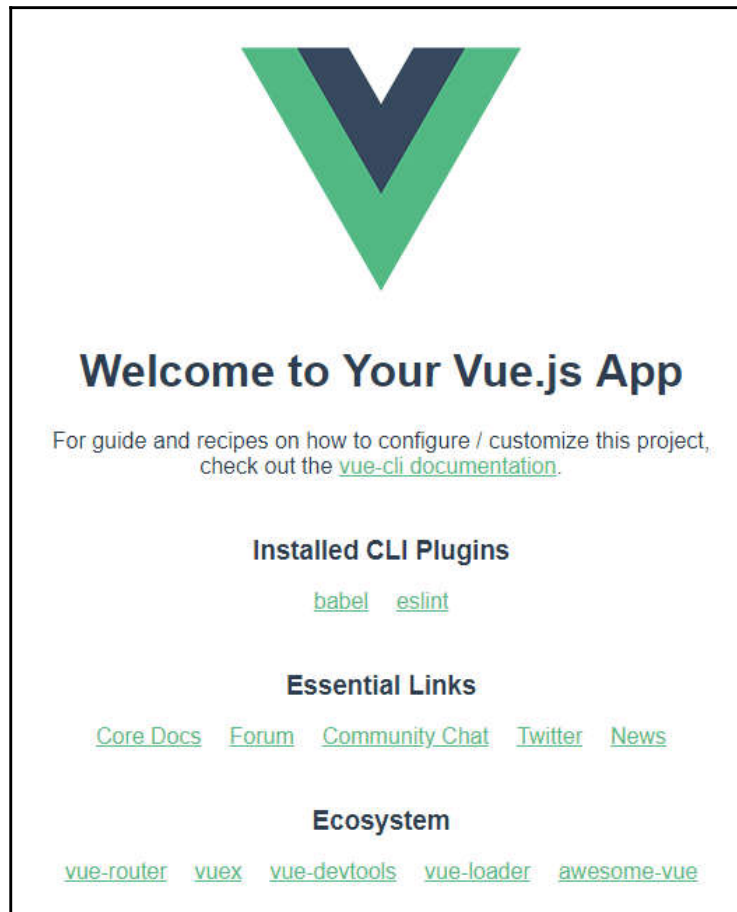 Welcome to Your Vue.js App
For guide and recipes on how to configure / customize this project,
check out the vue-cli documentation.
Installed CLI Plugins
babel eslint
Essential Links
Core Docs Forum Community Chat Twitter News
Ecosystem
vue-router vuex vue-devtools vue-loader awesome-vue